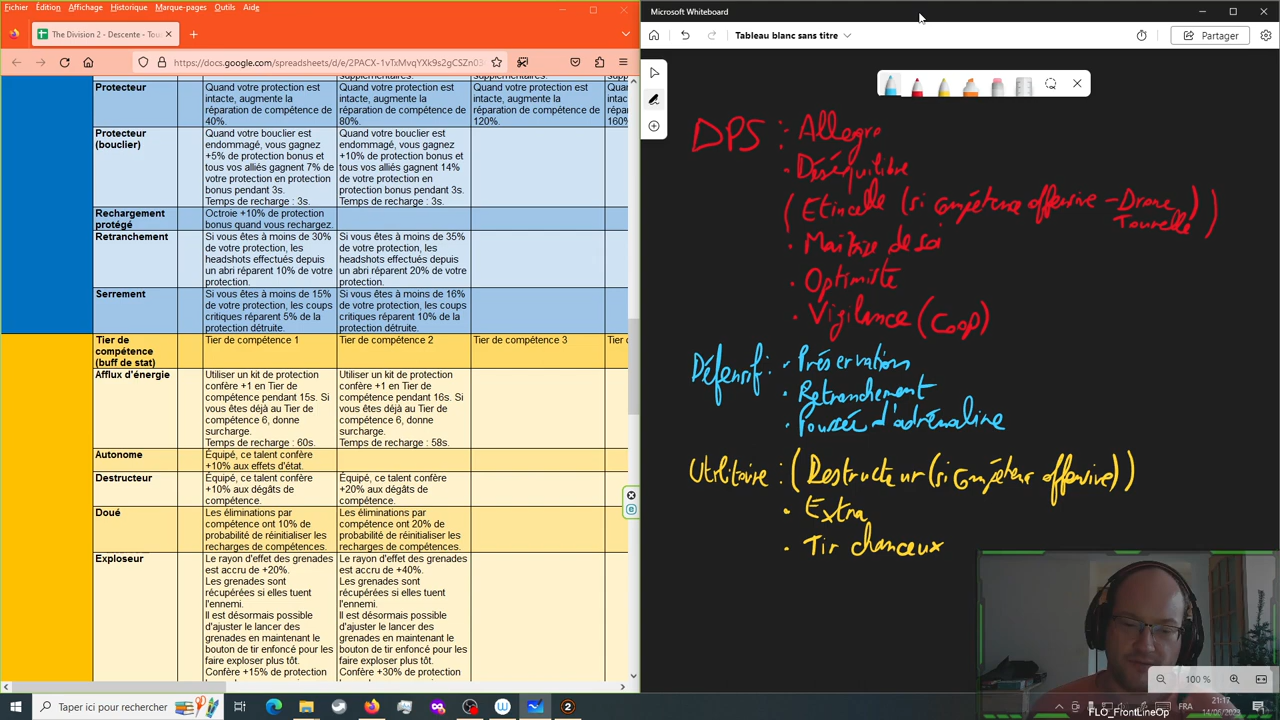 Fichier Édition Affichage Historique Marque-pages Outils Aide
The Division 2 - Descente - Tou
https://docs.google.com/spreadsheets/d/e/2PACX-1vTxMyqYXk9s2gCSZn03
Protecteur
Quand votre protection est intacte, augmente la réparation de compétence de 40%.
Quand votre protection est intacte, augmente la réparation de compétence de 80%.
Quand votre protection est intacte, augmente la réparation de compétence de 120%.
160%
Protecteur (bouclier)
Quand votre bouclier est endommagé, vous gagnez +5% de protection bonus et tous vos alliés gagnent 7% de votre protection en protection bonus pendant 3s.
Temps de recharge : 3s.
Quand votre bouclier est endommagé, vous gagnez +10% de protection bonus et tous vos alliés gagnent 14% de votre protection en protection bonus pendant 3s.
Temps de recharge : 3s.
Rechargement protégé
Octroie +10% de protection bonus quand vous rechargez.
Retranchement
Si vous êtes à moins de 30% de votre protection, les headshots effectués depuis un abri réparent 10% de votre protection.
Si vous êtes à moins de 35% de votre protection, les headshots effectués depuis un abri réparent 20% de votre protection.
Serrement
Si vous êtes à moins de 15% de votre protection, les coups critiques réparent 5% de la protection détruite.
Si vous êtes à moins de 16% de votre protection, les coups critiques réparent 10% de la protection détruite.
Tier de compétence (buff de stat)
Tier de compétence 1
Tier de compétence 2
Tier de compétence 3
Afflux d'énergie
Utiliser un kit de protection confère +1 en Tier de compétence pendant 15s. Si vous êtes déjà au Tier de compétence 6, donne surcharge.
Temps de recharge : 60s.
Utiliser un kit de protection confère +1 en Tier de compétence pendant 16s. Si vous êtes déjà au Tier de compétence 6, donne surcharge.
Temps de recharge : 58s.
Autonome
Équipé, ce talent confère +10% aux effets d'état.
Destructeur
Équipé, ce talent confère +10% aux dégâts de compétence.
Équipé, ce talent confère +20% aux dégâts de compétence.
Doué
Les éliminations par compétence ont 10% de probabilité de réinitialiser les recharges de compétences.
Les éliminations par compétence ont 20% de probabilité de réinitialiser les recharges de compétences.
Exploseur
Le rayon d'effet des grenades est accru de +20%.
Les grenades sont récupérées si elles tuent l'ennemi.
Il est désormais possible d'ajuster le lancer des grenades en maintenant le bouton de tir enfoncé pour les faire exploser plus tôt.
Confère +15% de protection
Le rayon d'effet des grenades est accru de +40%.
Les grenades sont récupérées si elles tuent l'ennemi.
Il est désormais possible d'ajuster le lancer des grenades en maintenant le bouton de tir enfoncé pour les faire exploser plus tôt.
Confère +30% de protection
Microsoft Whiteboard
Tableau blanc sans titre
Partager
DPS : Allegro
• Déséquilibre
(Etincelle (si compétence offensive - Drone, Tourelle))
• Maitrise de soi
• Optimiste
• Vigilance (coop)
Défensif : • Préservation
• Retranchement
• Poussée d'adrénaline
Utilitaire : (Destructeur (si compétence offensive))
• Extra
• Tir chanceux
100 %
Taper ici pour rechercher
FRA
21:17
14/06/2023
FLO_FrontLineOp